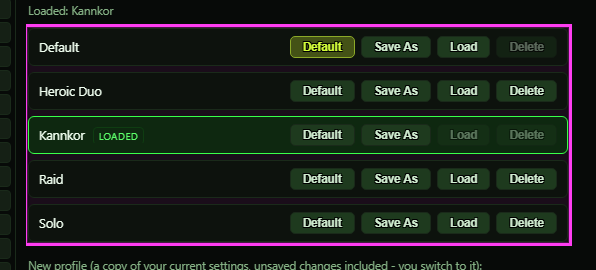 Loaded: Kannkor
Default Default Save As Load Delete
Heroic Duo Default Save As Load Delete
Kannkor LOADED Default Save As Load Delete
Raid Default Save As Load Delete
Solo Default Save As Load Delete
New profile (a copy of your current settings, unsaved changes included - you switch to it):